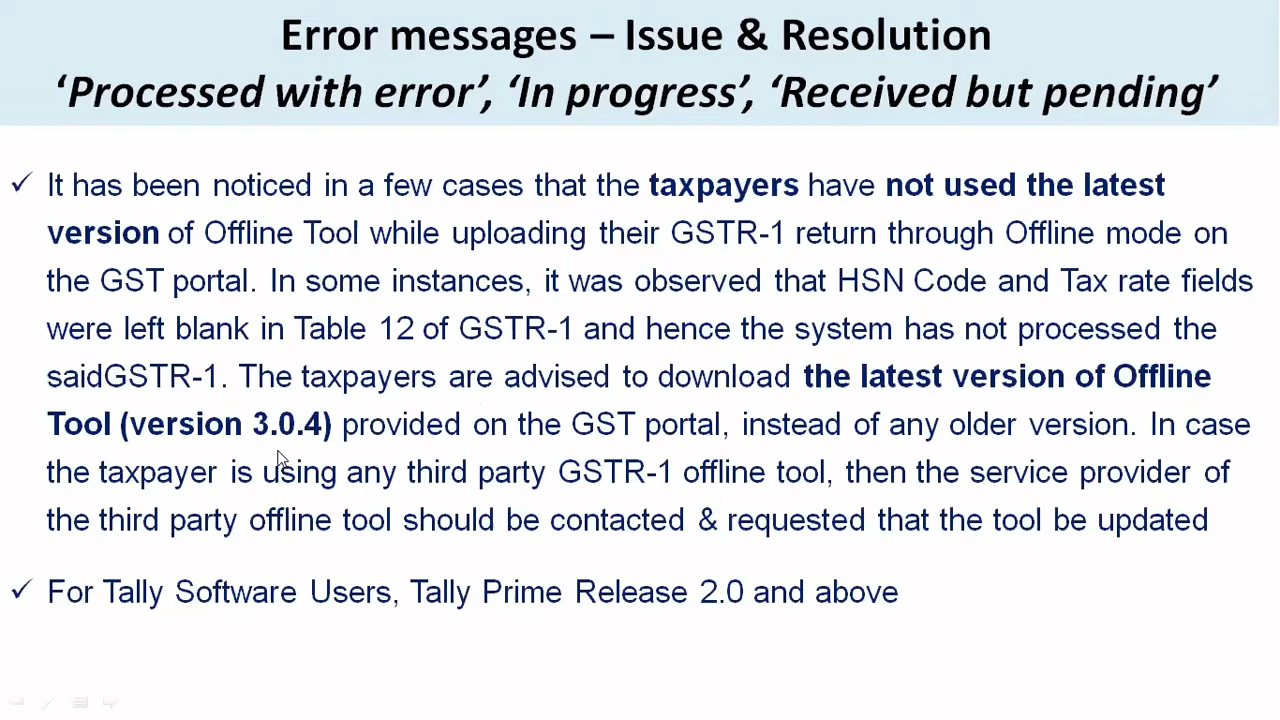 Error messages – Issue & Resolution
‘Processed with error’, ‘In progress’, ‘Received but pending’
✓ It has been noticed in a few cases that the taxpayers have not used the latest
version of Offline Tool while uploading their GSTR-1 return through Offline mode on
the GST portal. In some instances, it was observed that HSN Code and Tax rate fields
were left blank in Table 12 of GSTR-1 and hence the system has not processed the
saidGSTR-1. The taxpayers are advised to download the latest version of Offline
Tool (version 3.0.4) provided on the GST portal, instead of any older version. In case
the taxpayer is using any third party GSTR-1 offline tool, then the service provider of
the third party offline tool should be contacted & requested that the tool be updated
✓ For Tally Software Users, Tally Prime Release 2.0 and above